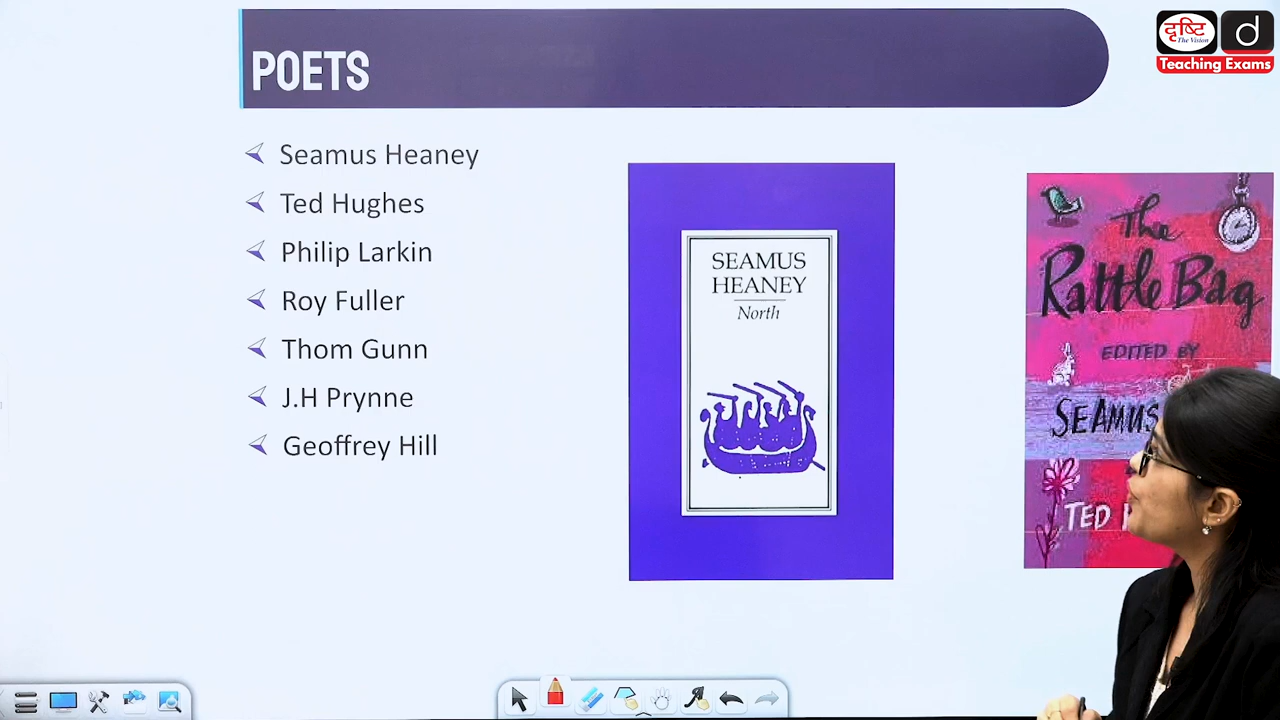 POETS
Seamus Heaney
Ted Hughes
Philip Larkin
Roy Fuller
Thom Gunn
J.H Prynne
Geoffrey Hill
SEAMUS
HEANEY
North
The
Rattle Bag
EDITED BY
SEAMUS
TED
दृष्टि
The Vision
d
Teaching Exams